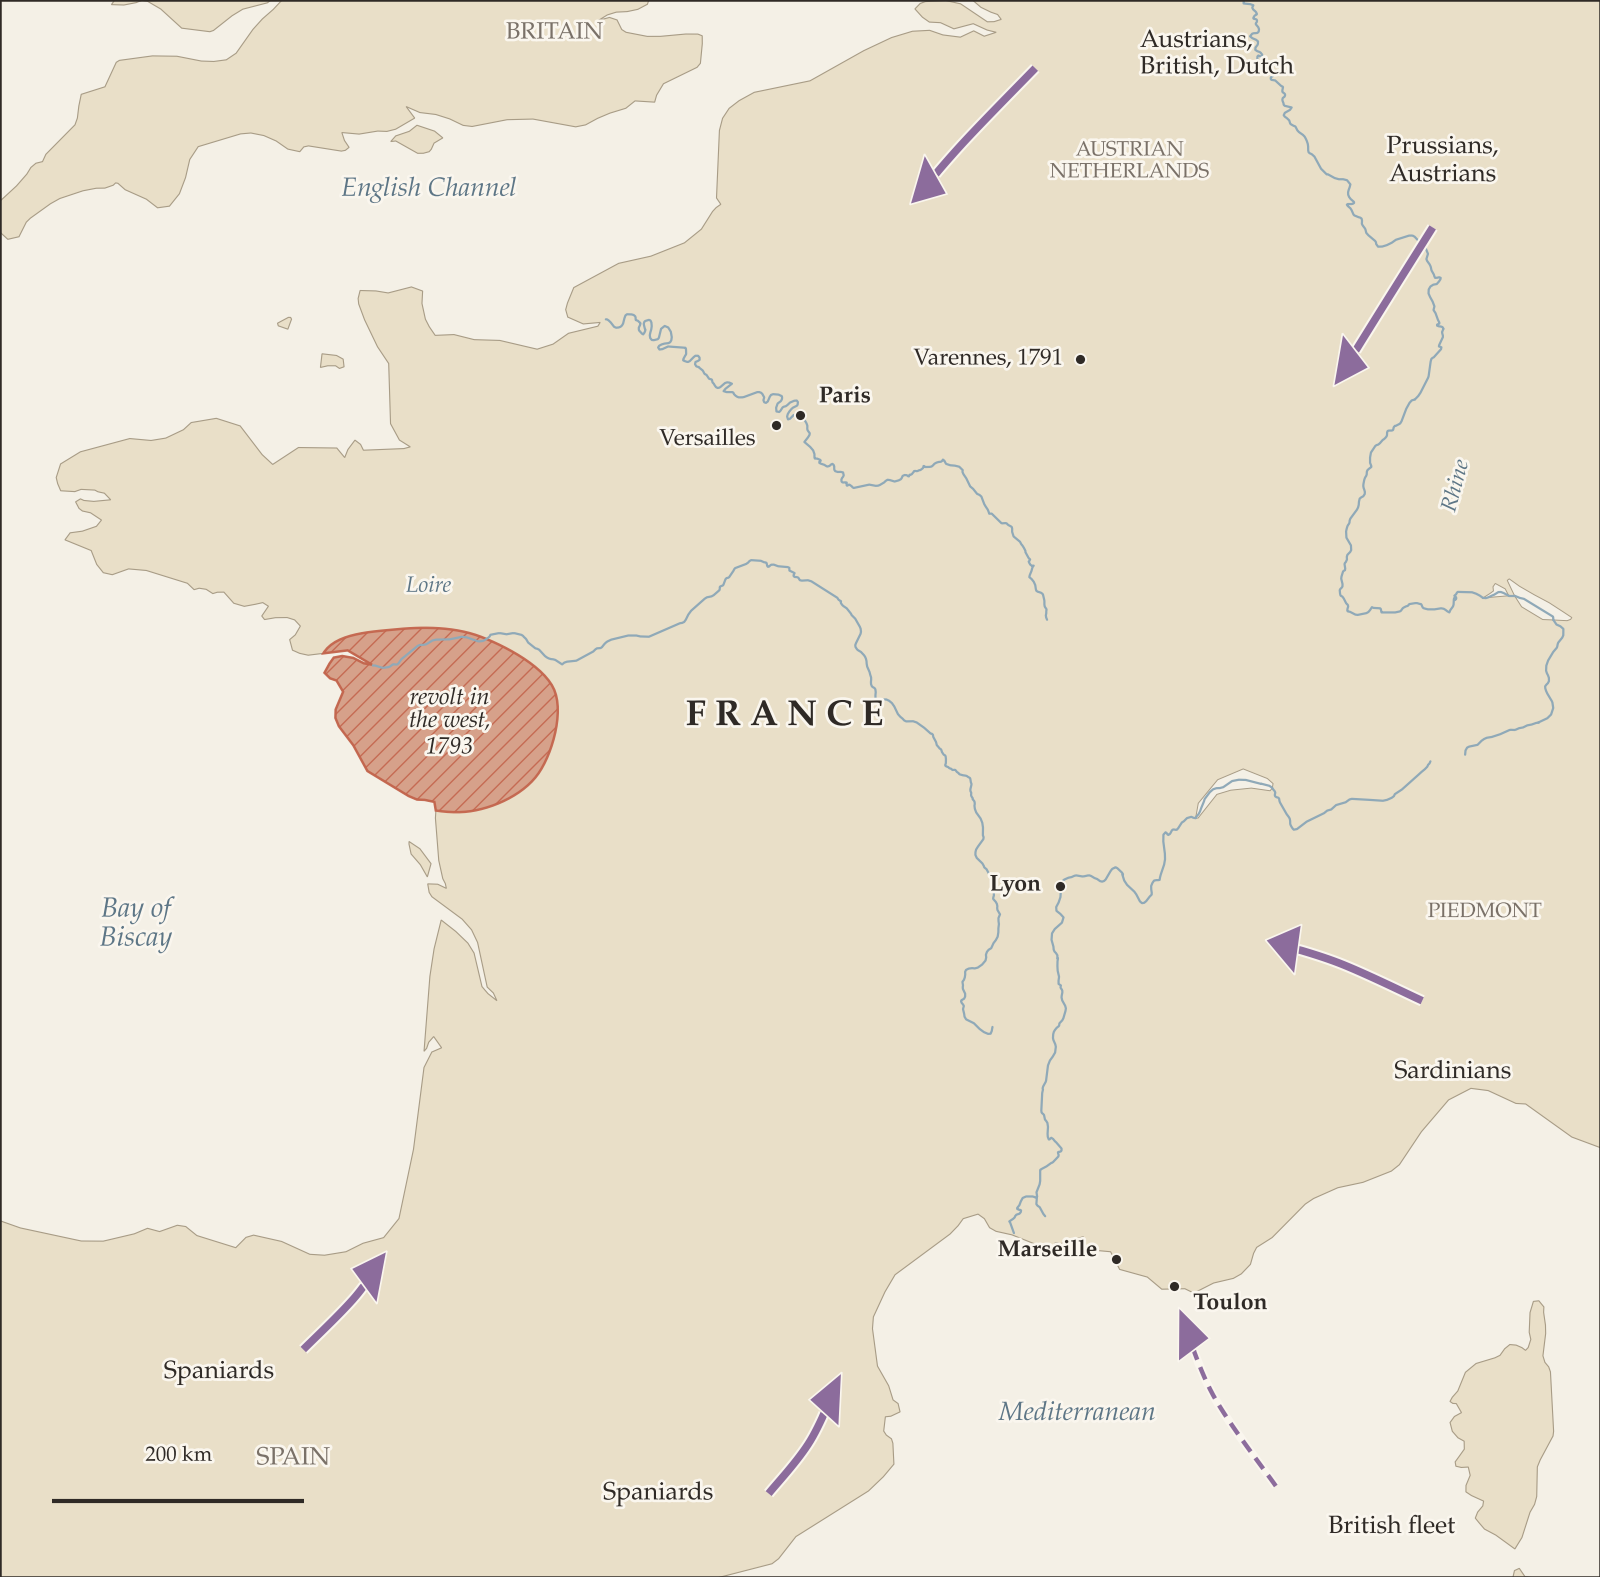 BRITAIN
Austrians,
British, Dutch
Prussians,
Austrians
AUSTRIAN
NETHERLANDS
English Channel
Varennes, 1791
Paris
Versailles
Rhine
Loire
revolt in
the west,
1793
FRANCE
Lyon
Bay of
Biscay
PIEDMONT
Sardinians
Marseille
Toulon
Spaniards
Mediterranean
200 km
SPAIN
Spaniards
British fleet